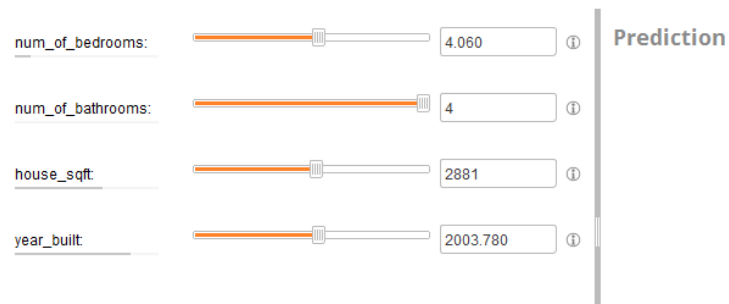 num_of_bedrooms: 4.060 Prediction
num_of_bathrooms: 4
house_sqft: 2881
year_built: 2003.780